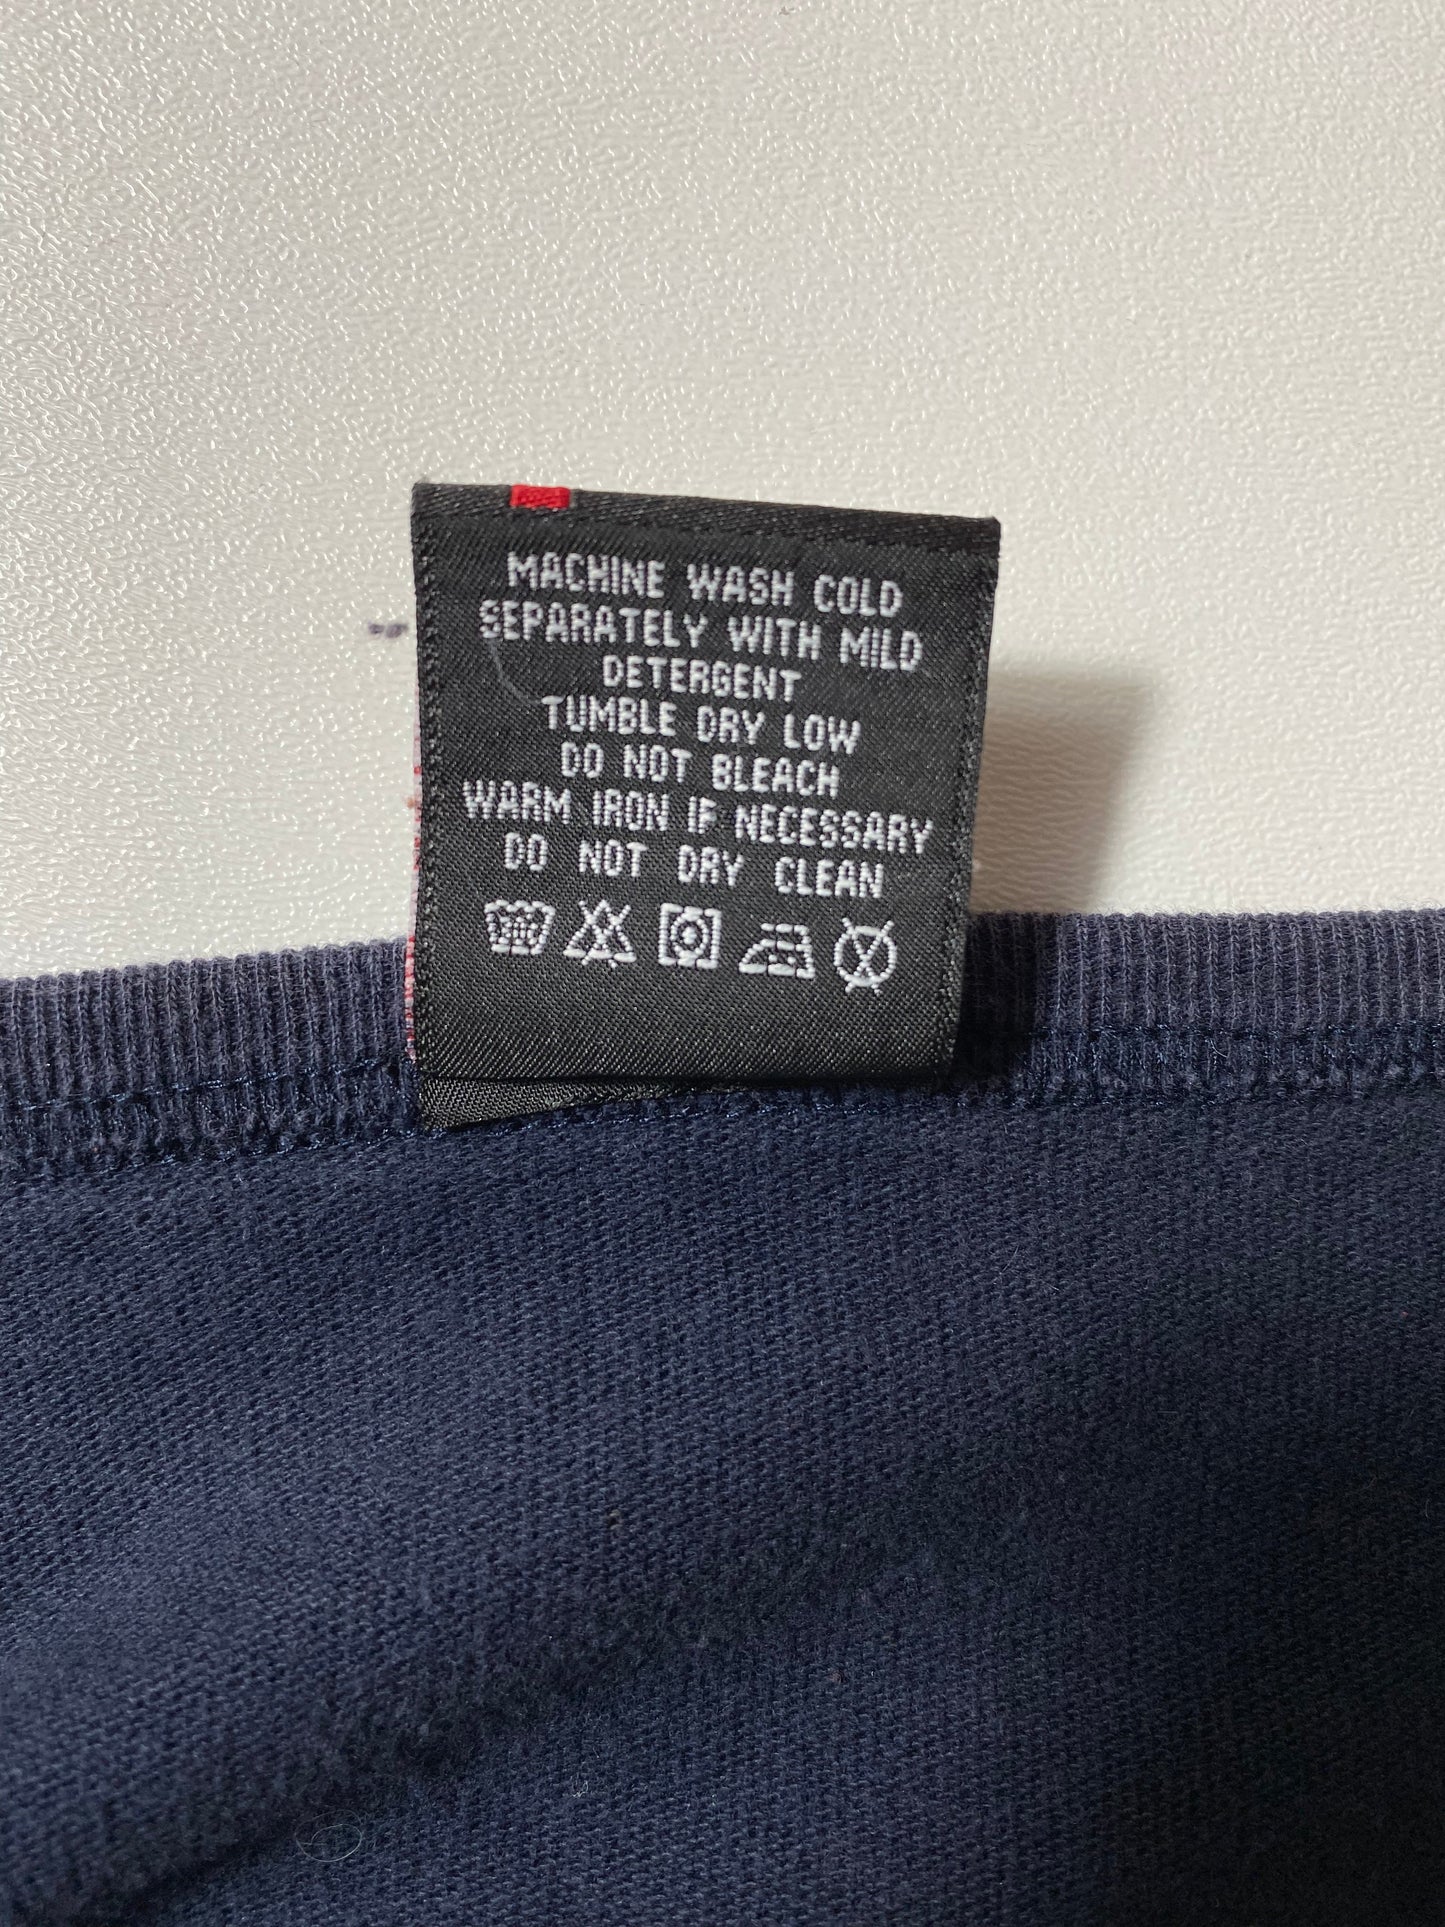 MACHINE WASH COLD
SEPARATELY WITH MILD
DETERGENT
TUMBLE DRY LOW
DO NOT BLEACH
WARM IRON IF NECESSARY
DO NOT DRY CLEAN